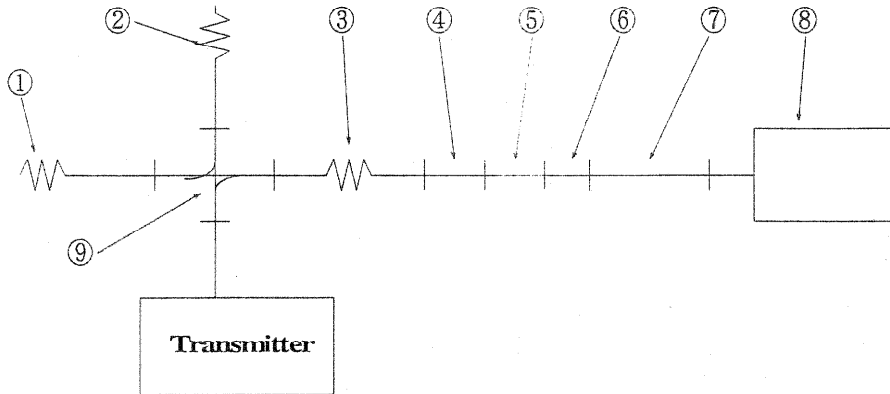 ② ③ ④ ⑤ ⑥ ⑦ ⑧
①
⑨
Transmitter